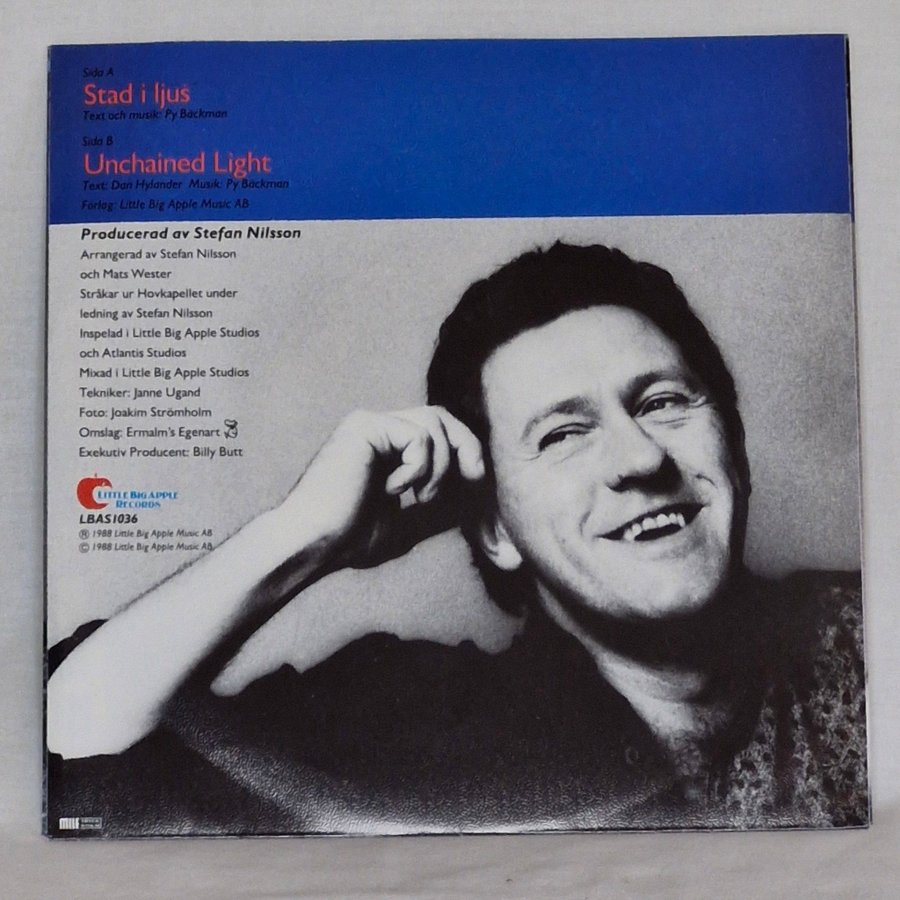 Sida A
Stad i ljus
Text och musik: Py Bäckman
Sida B
Unchained Light
Text: Dan Hylander Musik: Py Bäckman
Förlag: Little Big Apple Music AB
Producerad av Stefan Nilsson
Arrangerad av Stefan Nilsson
och Mats Wester
Stråkar ur Hovkapellet under
ledning av Stefan Nilsson
Inspelad i Little Big Apple Studios
och Atlantis Studios
Mixad i Little Big Apple Studios
Tekniker: Janne Ugand
Foto: Joakim Strömholm
Omslag: Ermalm's Egenart
Exekutiv Producent: Billy Butt
LITTLE BIG APPLE
RECORDS
LBAS1036
℗ 1988 Little Big Apple Music AB
© 1988 Little Big Apple Music AB